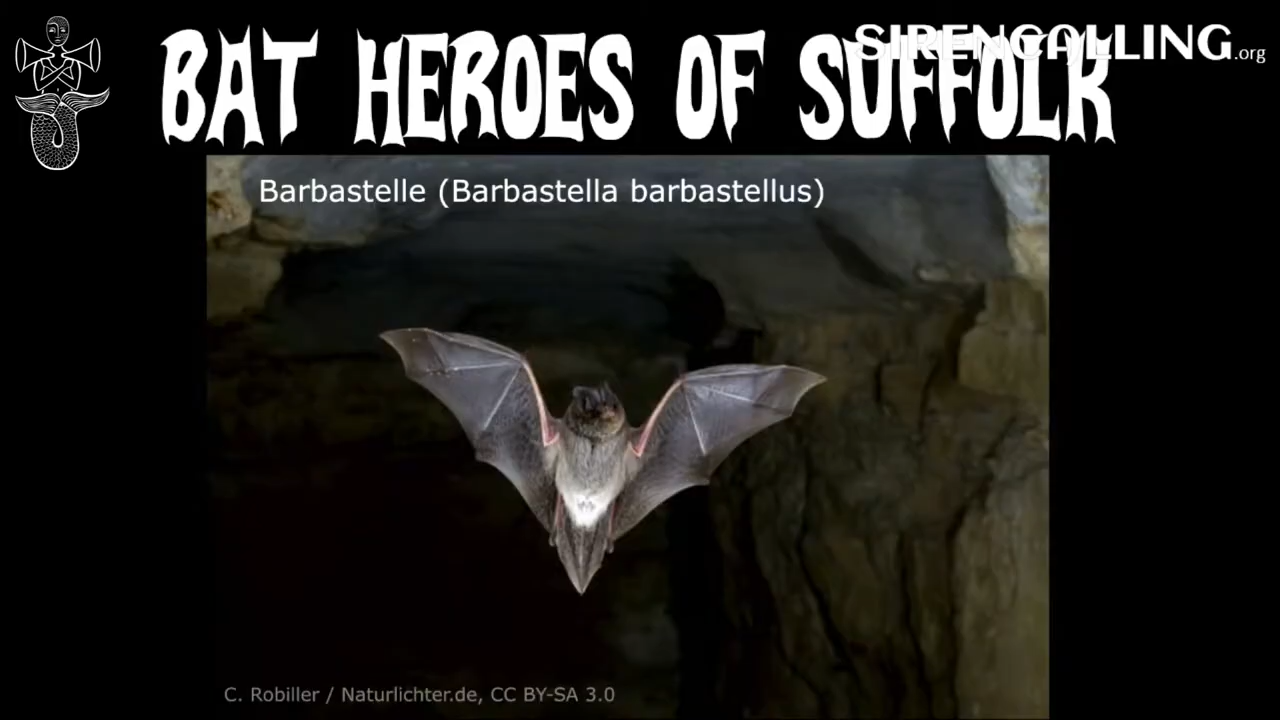 BAT HEROES OF SUFFOLK
SIRENCALLING.org
Barbastelle (Barbastella barbastellus)
C. Robiller / Naturlichter.de, CC BY-SA 3.0